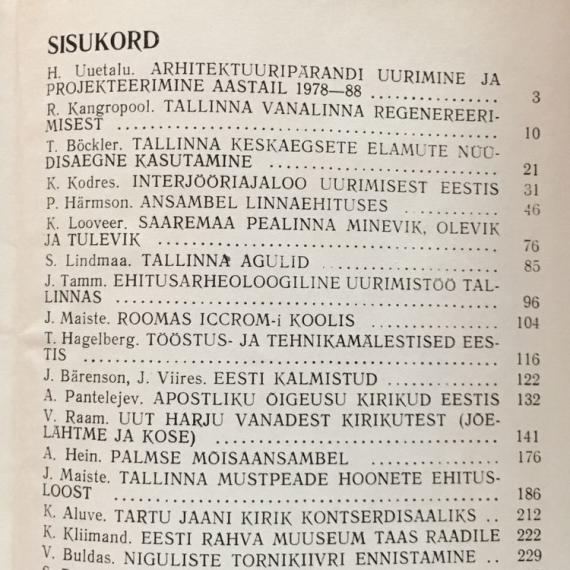 SISUKORD
H. Uuetalu. ARHITEKTUURIPÄRANDI UURIMINE JA
PROJEKTEERIMINE AASTAIL 1978—88 ............... 3
R. Kangropool. TALLINNA VANALINNA REGENEREERI-
MISEST ............... 10
T. Böckler. TALLINNA KESKAEGSETE ELAMUTE NÜÜ-
DISAEGNE KASUTAMINE ............... 21
K. Kodres. INTERJÖÖRIAJALOO UURIMISEST EESTIS 31
P. Härmson. ANSAMBEL LINNAEHITUSES ............... 46
K. Looveer. SAAREMAA PEALINNA MINEVIK, OLEVIK
JA TULEVIK ............... 76
S. Lindmaa. TALLINNA AGULID ............... 85
J. Tamm. EHITUSARHEOLOOGILINE UURIMISTÖÖ TAL-
LINNAS ............... 96
J. Maiste. ROOMAS ICCROM-i KOOLIS ............... 104
T. Hagelberg. TÖÖSTUS- JA TEHNIKAMÄLESTISED EES-
TIS ............... 116
J. Bärenson, J. Viires. EESTI KALMISTUD ............... 122
A. Pantelejev. APOSTLIKU ÕIGEUSU KIRIKUD EESTIS 132
V. Raam. UUT HARJU VANADEST KIRIKUTEST (JÕE-
LÄHTME JA KOSE) ............... 141
A. Hein. PALMSE MÕISAANSAMBEL ............... 176
J. Maiste. TALLINNA MUSTPEADE HOONETE EHITUS-
LOOST ............... 186
K. Aluve. TARTU JAANI KIRIK KONTSERDISAALIKS .. 212
K. Kliimand. EESTI RAHVA MUUSEUM TAAS RAADILE 222
V. Buldas. NIGULISTE TORNIKIIVRI ENNISTAMINE .. 229